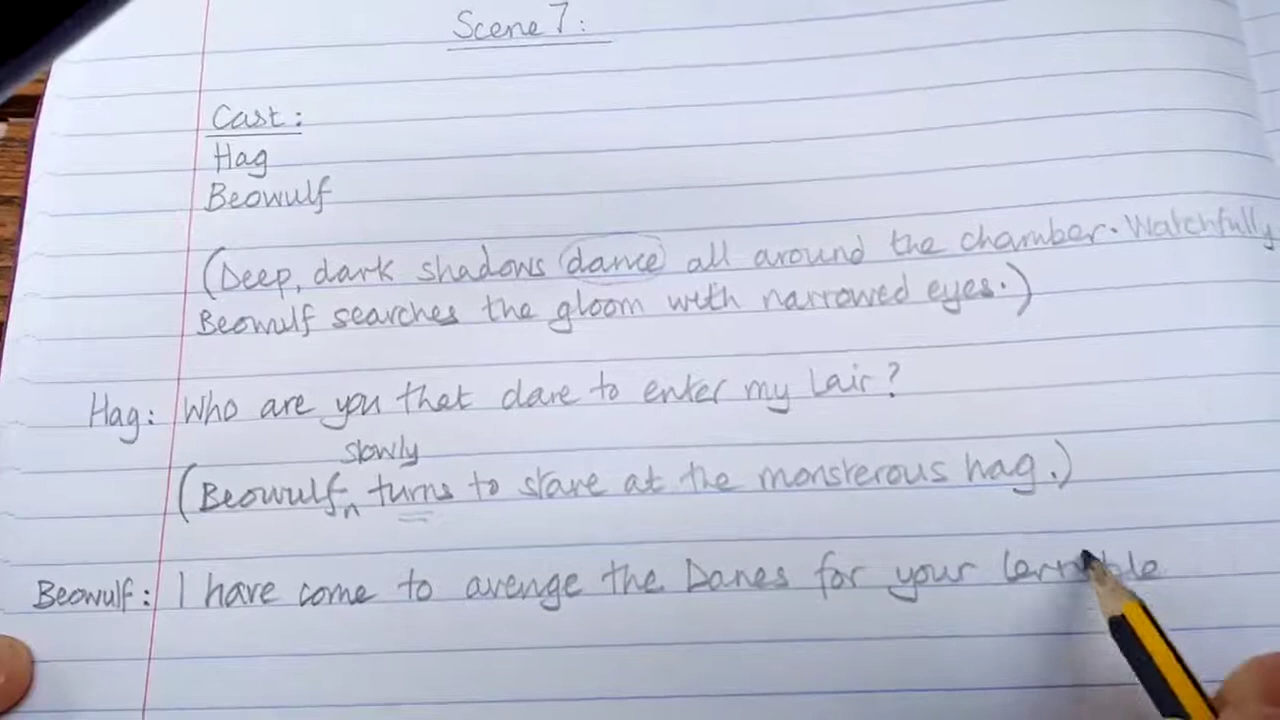 Scene 7:
Cast:
Hag
Beowulf
(Deep, dark shadows dance all around the chamber. Watchfully
Beowulf searches the gloom with narrowed eyes.)
Hag: Who are you that dare to enter my lair?
slowly
(Beowulf turns to stare at the monsterous hag.)
Beowulf: I have come to avenge the Danes for your terrible